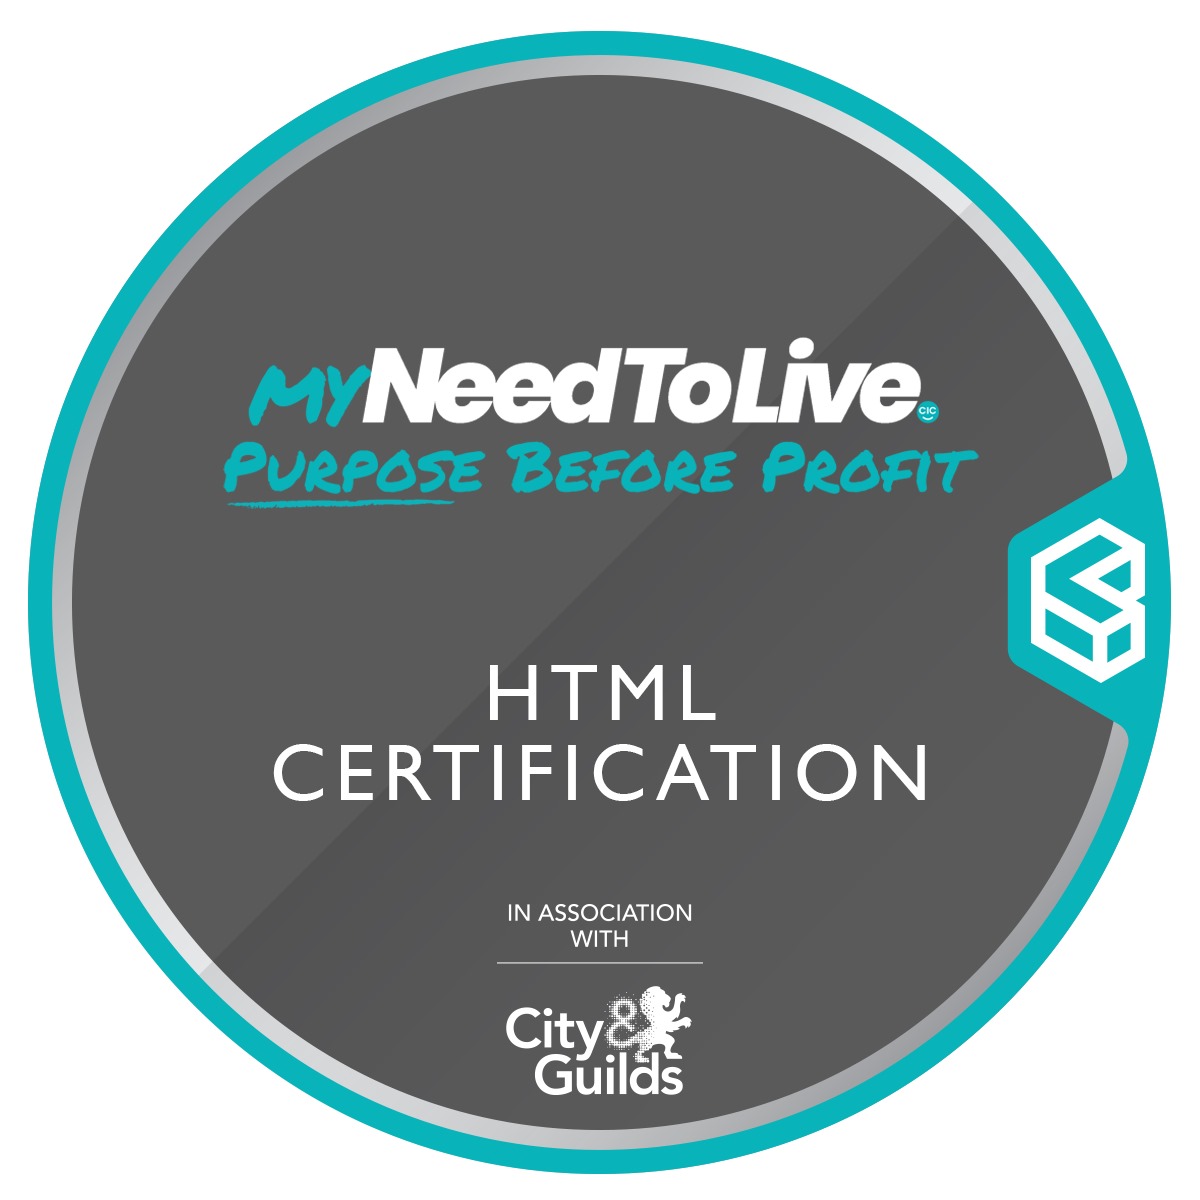 MYNeedToLive.
CIC
PURPOSE BEFORE PROFIT
HTML
CERTIFICATION
IN ASSOCIATION
WITH
City&
Guilds